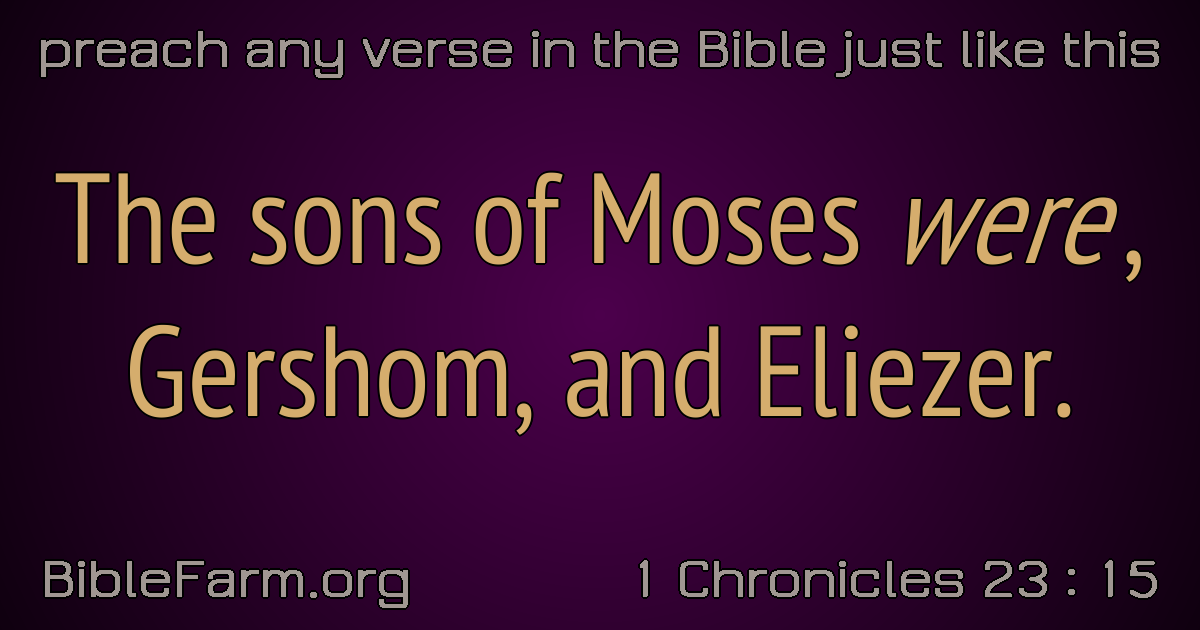 preach any verse in the Bible just like this
The sons of Moses were,
Gershom, and Eliezer.
BibleFarm.org
1 Chronicles 23 : 15